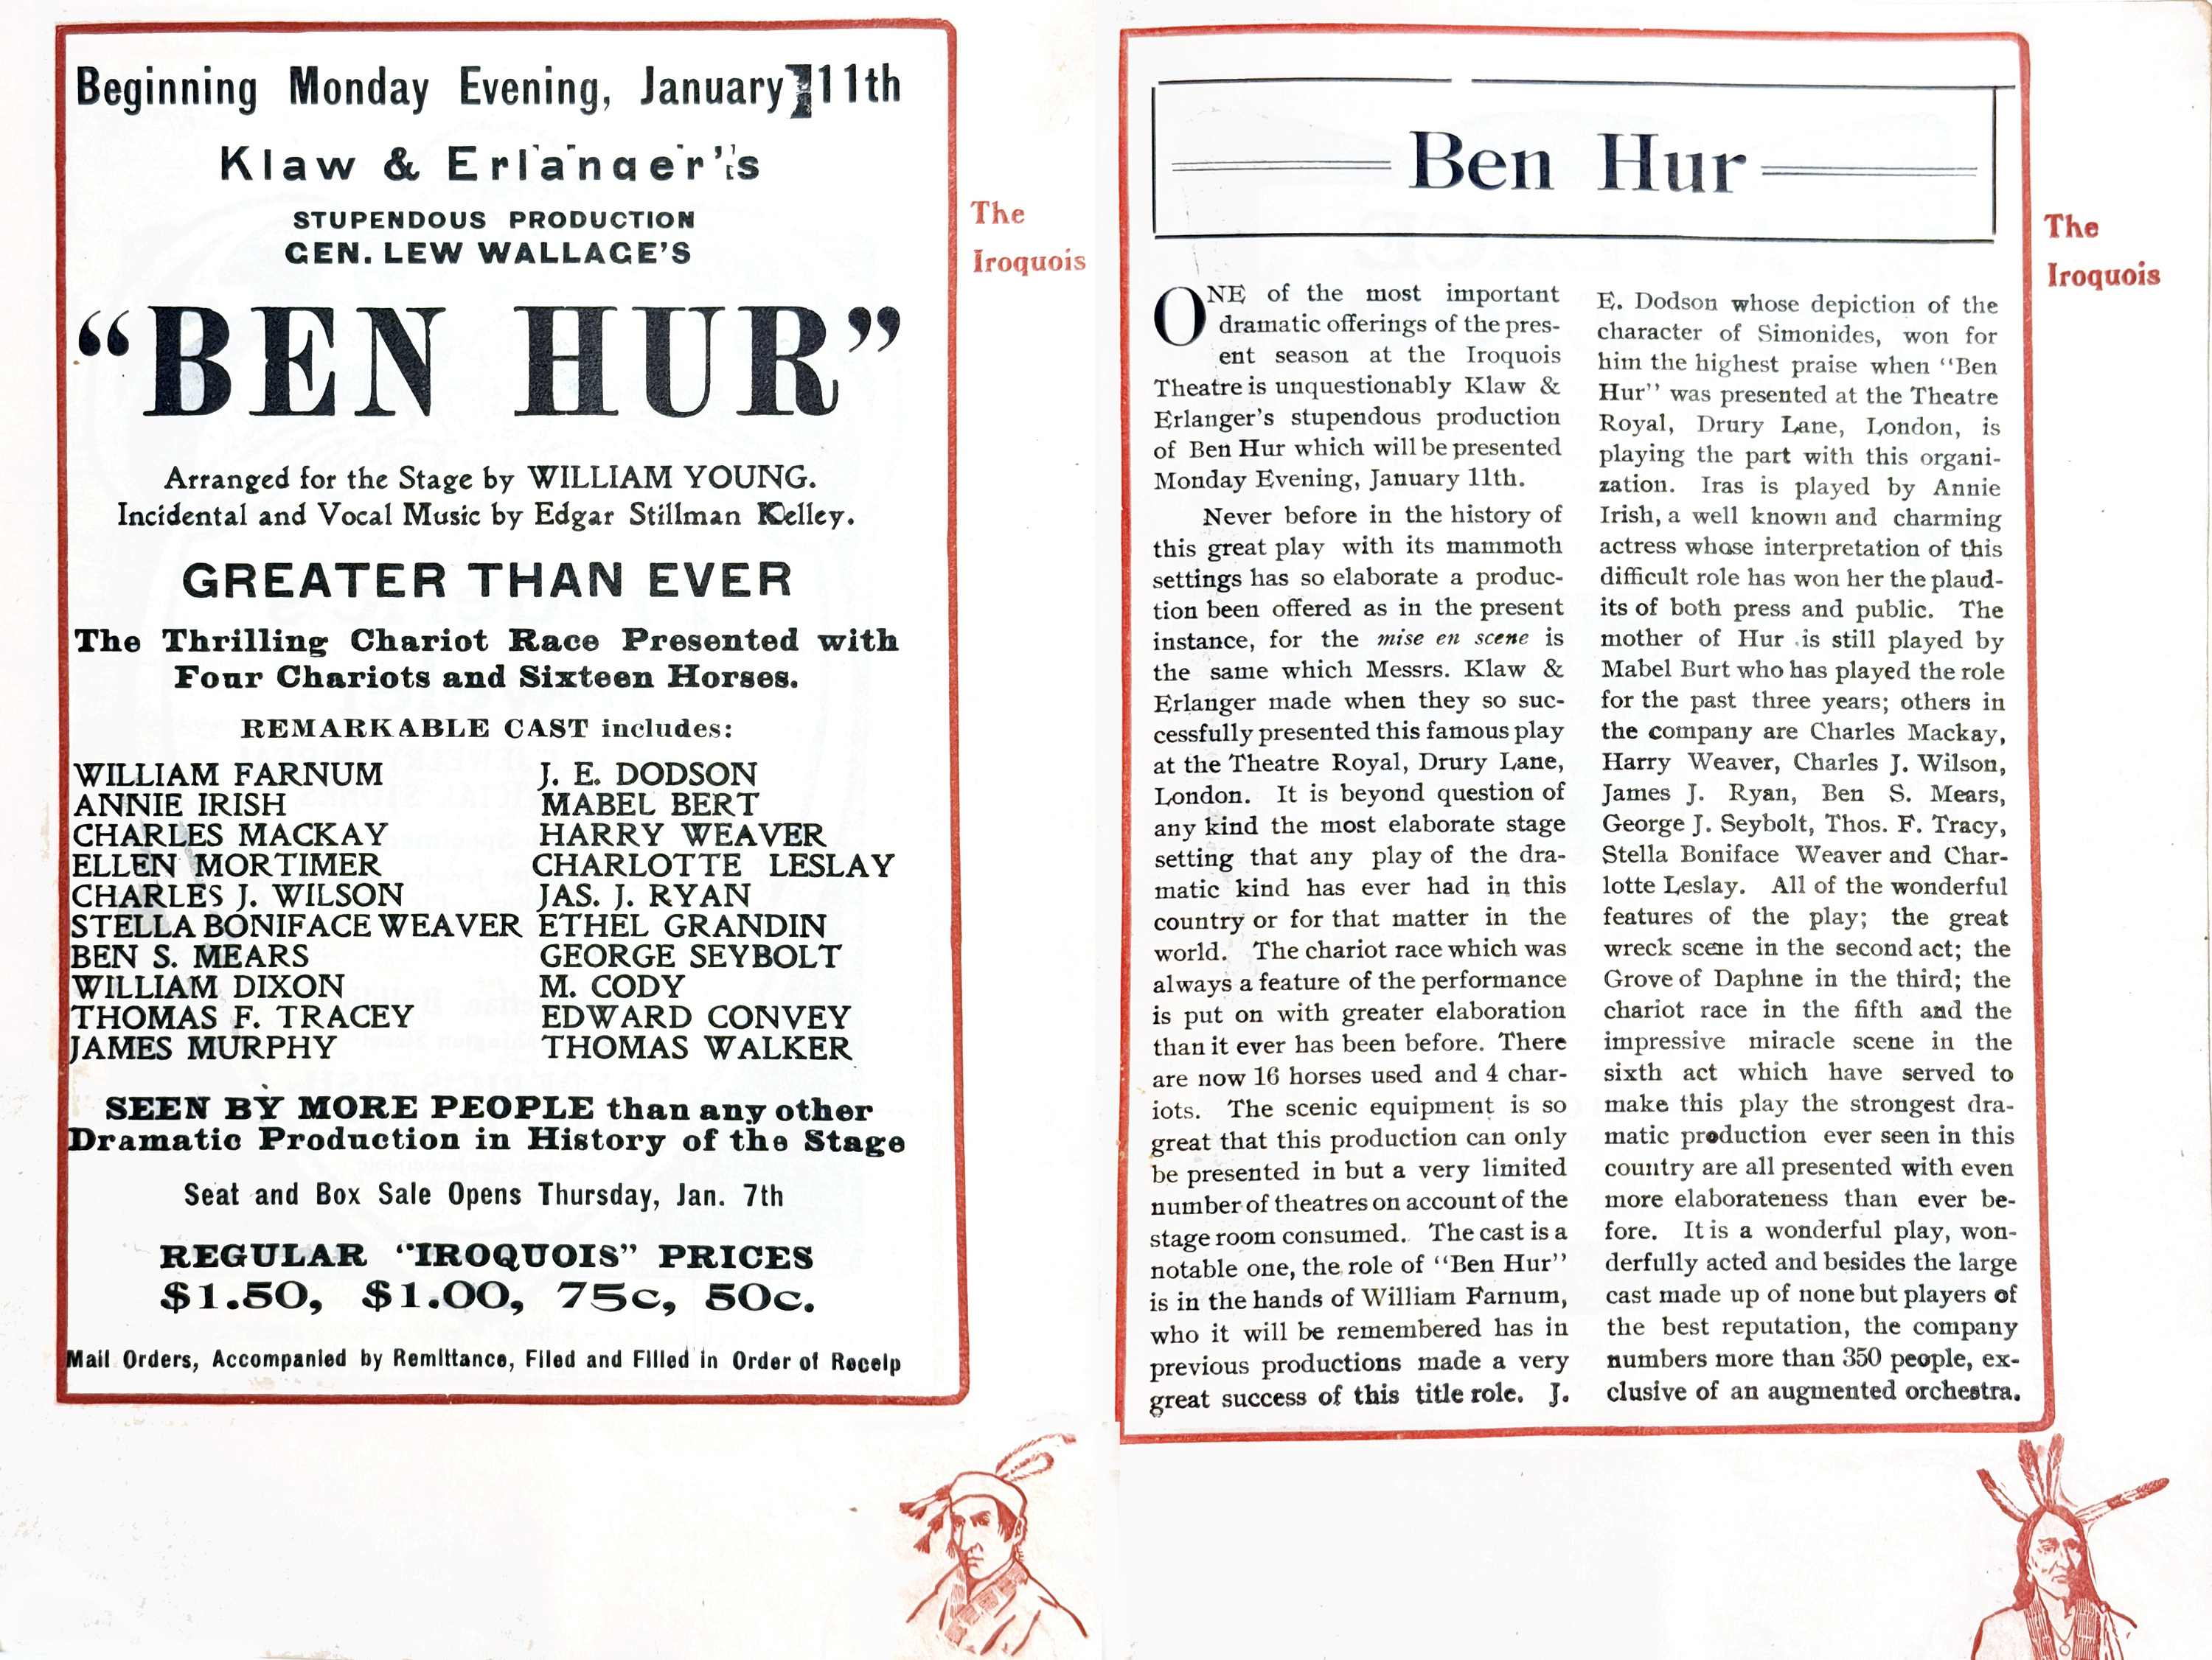 Beginning Monday Evening, January 11th
Klaw & Erlanger's
STUPENDOUS PRODUCTION
GEN. LEW WALLACE'S
“BEN HUR”
Arranged for the Stage by WILLIAM YOUNG.
Incidental and Vocal Music by Edgar Stillman Kelley.
GREATER THAN EVER
The Thrilling Chariot Race Presented with
Four Chariots and Sixteen Horses.
REMARKABLE CAST includes:
WILLIAM FARNUM J. E. DODSON
ANNIE IRISH MABEL BERT
CHARLES MACKAY HARRY WEAVER
ELLEN MORTIMER CHARLOTTE LESLAY
CHARLES J. WILSON JAS. J. RYAN
STELLA BONIFACE WEAVER ETHEL GRANDIN
BEN S. MEARS GEORGE SEYBOLT
WILLIAM DIXON M. CODY
THOMAS F. TRACEY EDWARD CONVEY
JAMES MURPHY THOMAS WALKER
SEEN BY MORE PEOPLE than any other
Dramatic Production in History of the Stage
Seat and Box Sale Opens Thursday, Jan. 7th
REGULAR “IROQUOIS” PRICES
$1.50, $1.00, 75c, 50c.
Mail Orders, Accompanied by Remittance, Filed and Filled in Order of Receip
The
Iroquois
Ben Hur
ONE of the most important
dramatic offerings of the pres-
ent season at the Iroquois
Theatre is unquestionably Klaw &
Erlanger's stupendous production
of Ben Hur which will be presented
Monday Evening, January 11th.
Never before in the history of
this great play with its mammoth
settings has so elaborate a produc-
tion been offered as in the present
instance, for the mise en scene is
the same which Messrs. Klaw &
Erlanger made when they so suc-
cessfully presented this famous play
at the Theatre Royal, Drury Lane,
London. It is beyond question of
any kind the most elaborate stage
setting that any play of the dra-
matic kind has ever had in this
country or for that matter in the
world. The chariot race which was
always a feature of the performance
is put on with greater elaboration
than it ever has been before. There
are now 16 horses used and 4 char-
iots. The scenic equipment is so
great that this production can only
be presented in but a very limited
number of theatres on account of the
stage room consumed. The cast is a
notable one, the role of “Ben Hur”
is in the hands of William Farnum,
who it will be remembered has in
previous productions made a very
great success of this title role. J.
E. Dodson whose depiction of the
character of Simonides, won for
him the highest praise when “Ben
Hur” was presented at the Theatre
Royal, Drury Lane, London, is
playing the part with this organi-
zation. Iras is played by Annie
Irish, a well known and charming
actress whose interpretation of this
difficult role has won her the plaud-
its of both press and public. The
mother of Hur is still played by
Mabel Burt who has played the role
for the past three years; others in
the company are Charles Mackay,
Harry Weaver, Charles J. Wilson,
James J. Ryan, Ben S. Mears,
George J. Seybolt, Thos. F. Tracy,
Stella Boniface Weaver and Char-
lotte Leslay. All of the wonderful
features of the play; the great
wreck scene in the second act; the
Grove of Daphne in the third; the
chariot race in the fifth and the
impressive miracle scene in the
sixth act which have served to
make this play the strongest dra-
matic production ever seen in this
country are all presented with even
more elaborateness than ever be-
fore. It is a wonderful play, won-
derfully acted and besides the large
cast made up of none but players of
the best reputation, the company
numbers more than 350 people, ex-
clusive of an augmented orchestra.
The
Iroquois